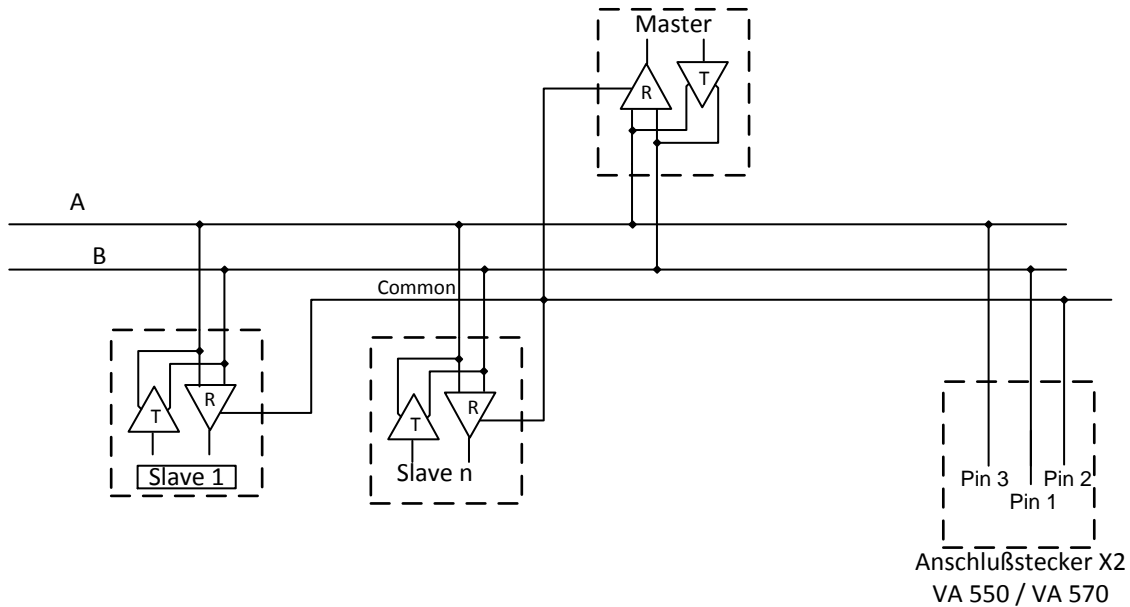 Master
R
T
A
B
Common
T
R
Slave 1
T
R
Slave n
Pin 3
Pin 2
Pin 1
Anschlußstecker X2
VA 550 / VA 570